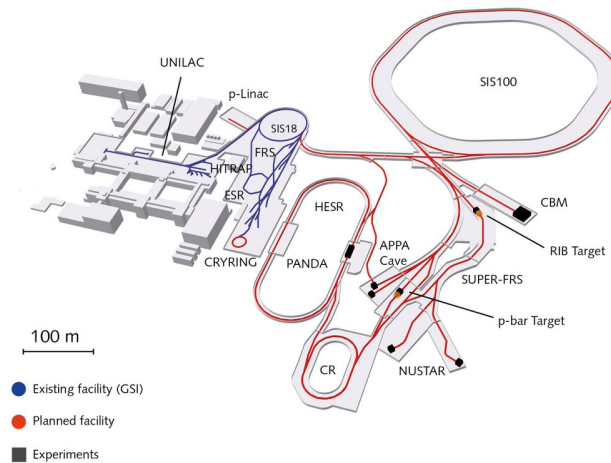 UNILAC
p-Linac
SIS100
SIS18
FRS
HITRAP
ESR
CRYRING
HESR
PANDA
APPA
Cave
CBM
RIB Target
SUPER-FRS
p-bar Target
CR
NUSTAR
100 m
Existing facility (GSI)
Planned facility
Experiments